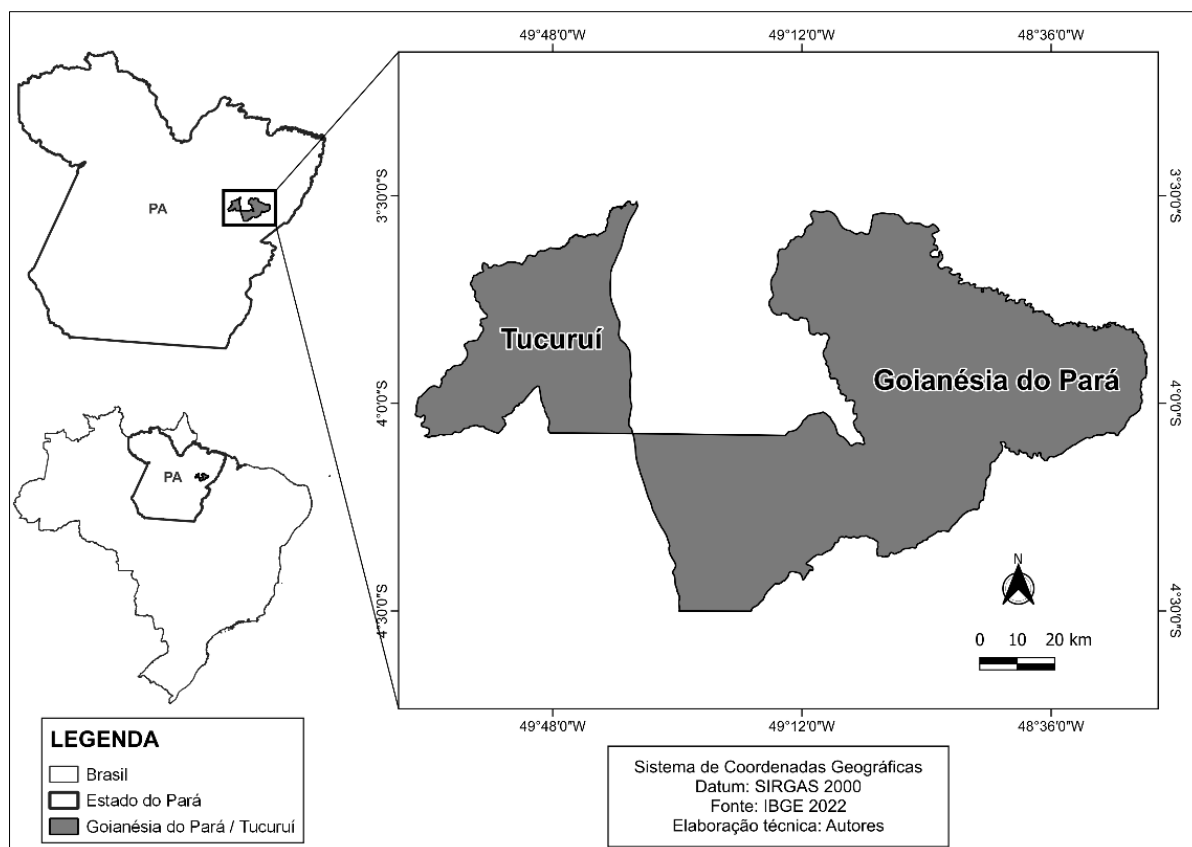 49°48'0"W
49°12'0"W
48°36'0"W
PA
3°30'0"S
3°30'0"S
Tucuruí
Goianésia do Pará
4°0'0"S
4°0'0"S
PA
N
4°30'0"S
4°30'0"S
0 10 20 km
49°48'0"W
49°12'0"W
48°36'0"W
LEGENDA
Brasil
Estado do Pará
Goianésia do Pará / Tucuruí
Sistema de Coordenadas Geográficas
Datum: SIRGAS 2000
Fonte: IBGE 2022
Elaboração técnica: Autores